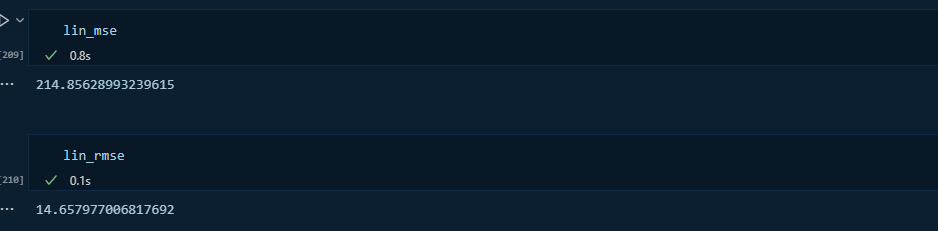 lin_mse
[209]
0.8s
...
214.85628993239615
lin_rmse
[210]
0.1s
...
14.657977006817692